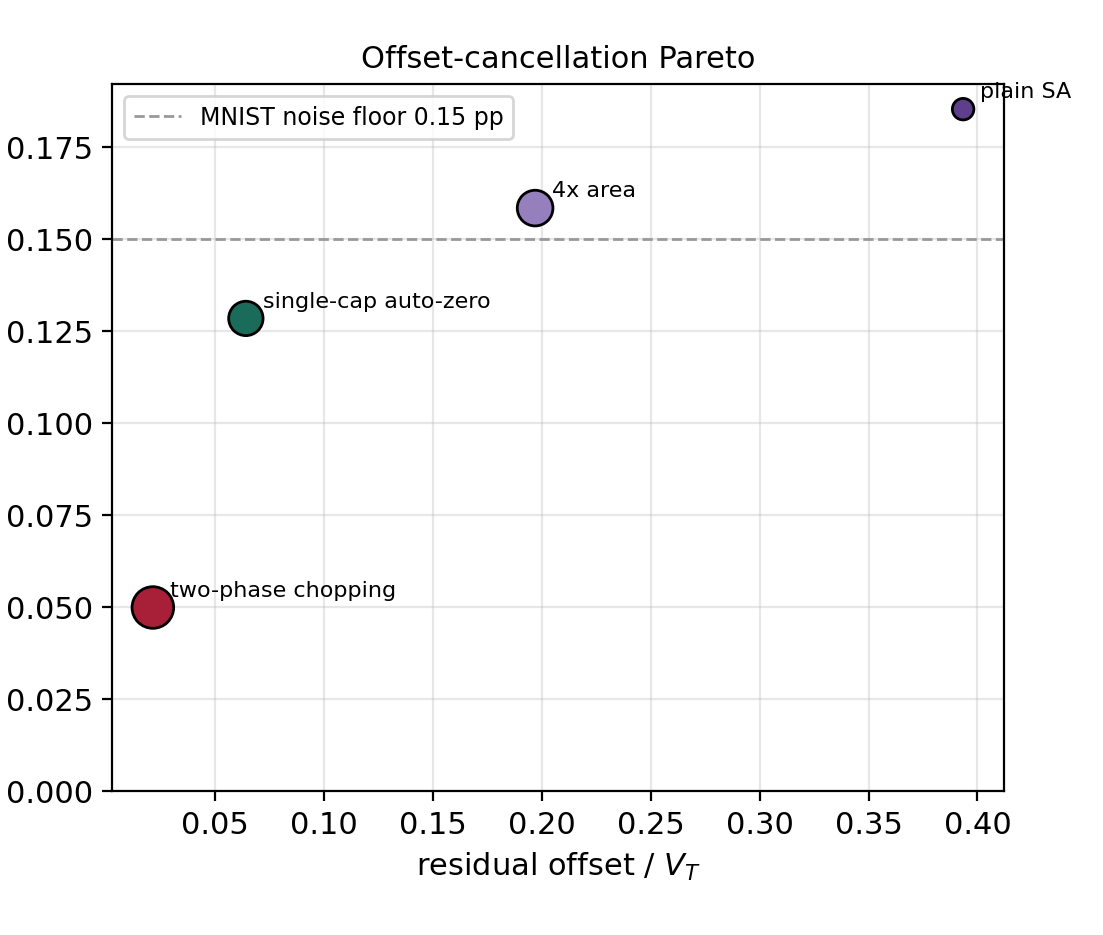 Offset-cancellation Pareto
MNIST noise floor 0.15 pp
plain SA
4x area
single-cap auto-zero
two-phase chopping
0.175
0.150
0.125
0.100
0.075
0.050
0.025
0.000
0.05 0.10 0.15 0.20 0.25 0.30 0.35 0.40
residual offset / V_T